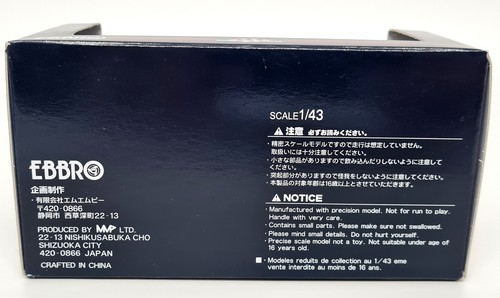 SCALE1/43
⚠ 注意 必ずお読みください。
・精密スケールモデルですので走行は想定していません。
取扱いには十分注意してください。
・小さな部品がありますので飲み込んだりしないように注意して
ください。
・突起部分がありますので怪我をしないように注意してください。
・本製品の対象年齢は16歳以上とさせていただきます。
⚠ NOTICE
・Manufactured with precision model. Not for run to play.
Handle with very care.
・Contains small parts. Please make sure not swallowed.
・Please mind small details. Do not hurt yourself.
・Precise scale model not a toy. Not suitable under age of
16 years old.
■・Modeles reduits de collection au 1/43 eme
vente interdite au moins de 16 ans.
EBBRO
企画制作
・有限会社エムエムピー
〒420-0866
静岡市 西草深町22-13
PRODUCED BY MMP LTD.
22-13 NISHIKUSABUKA CHO
SHIZUOKA CITY
420-0866 JAPAN
CRAFTED IN CHINA